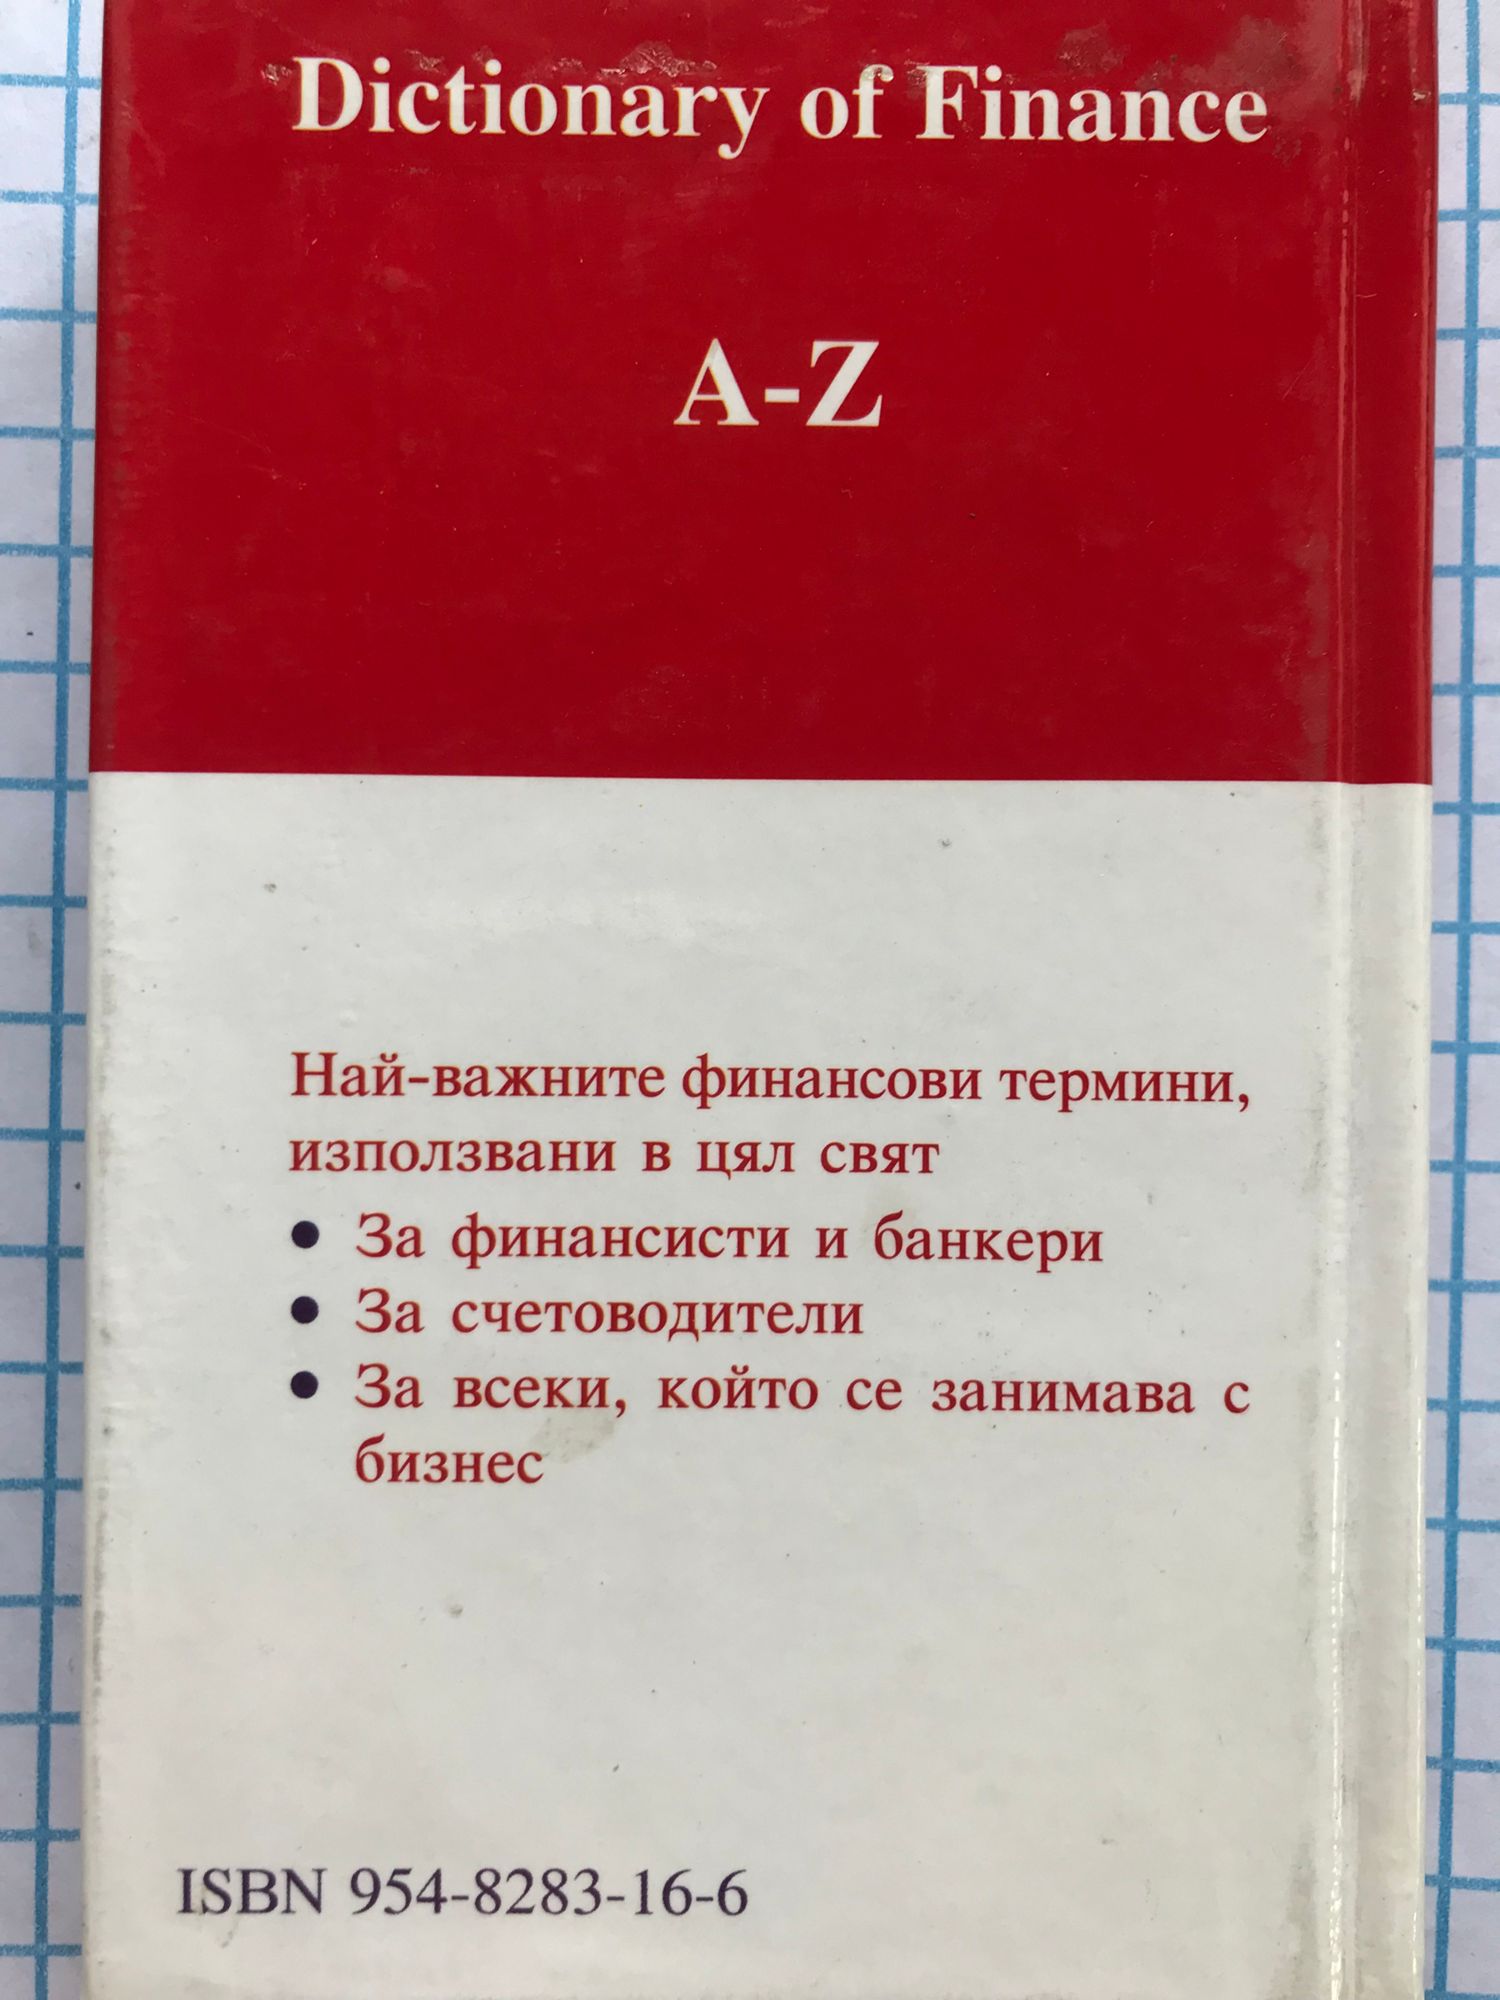 Dictionary of Finance
A-Z
Най-важните финансови термини,
използвани в цял свят
● За финансисти и банкери
● За счетоводители
● За всеки, който се занимава с
бизнес
ISBN 954-8283-16-6